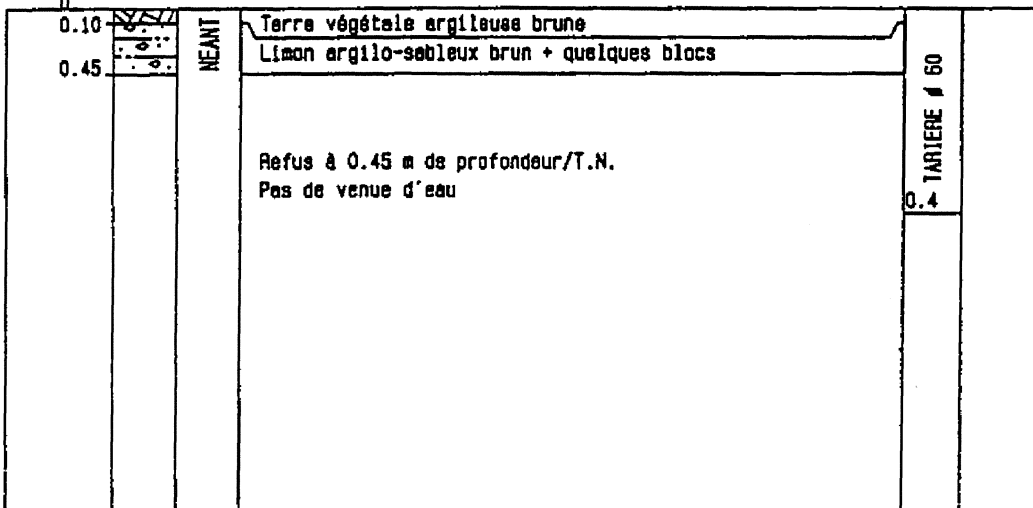 0.10
Terre végétale argileuse brune
Limon argilo-sableux brun + quelques blocs
0.45
NEANT
Refus à 0.45 m de profondeur/T.N.
Pas de venue d'eau
TARIERE ø 60
0.4